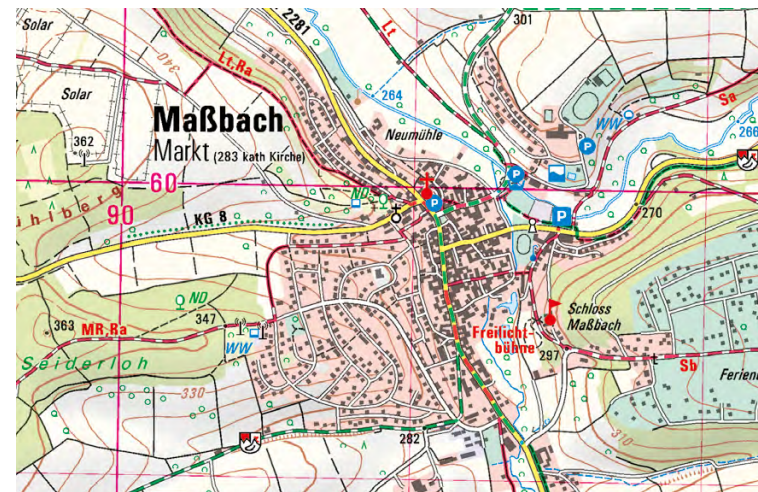 Solar
340
2281
Lt
301
Lt,Ra
264
Solar
WW
Sa
Maßbach
Neumühle
P
266
362
Markt (283 kath Kirche)
P
60
ND
P
90
KG 8
P
270
ND
347
Schloss
Maßbach
363
MR,Ra
Freilicht-
bühne
297
WW
Seiderloh
Sb
330
Ferien
282
310